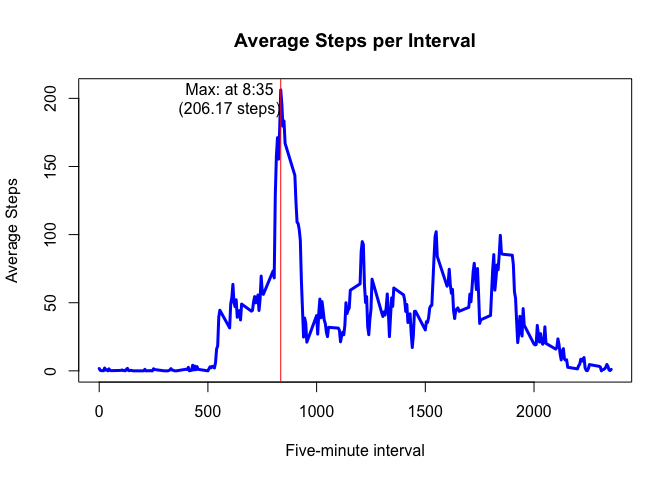 Average Steps per Interval
Max: at 8:35
(206.17 steps)
Average Steps
200
150
100
50
0
0 500 1000 1500 2000
Five-minute interval